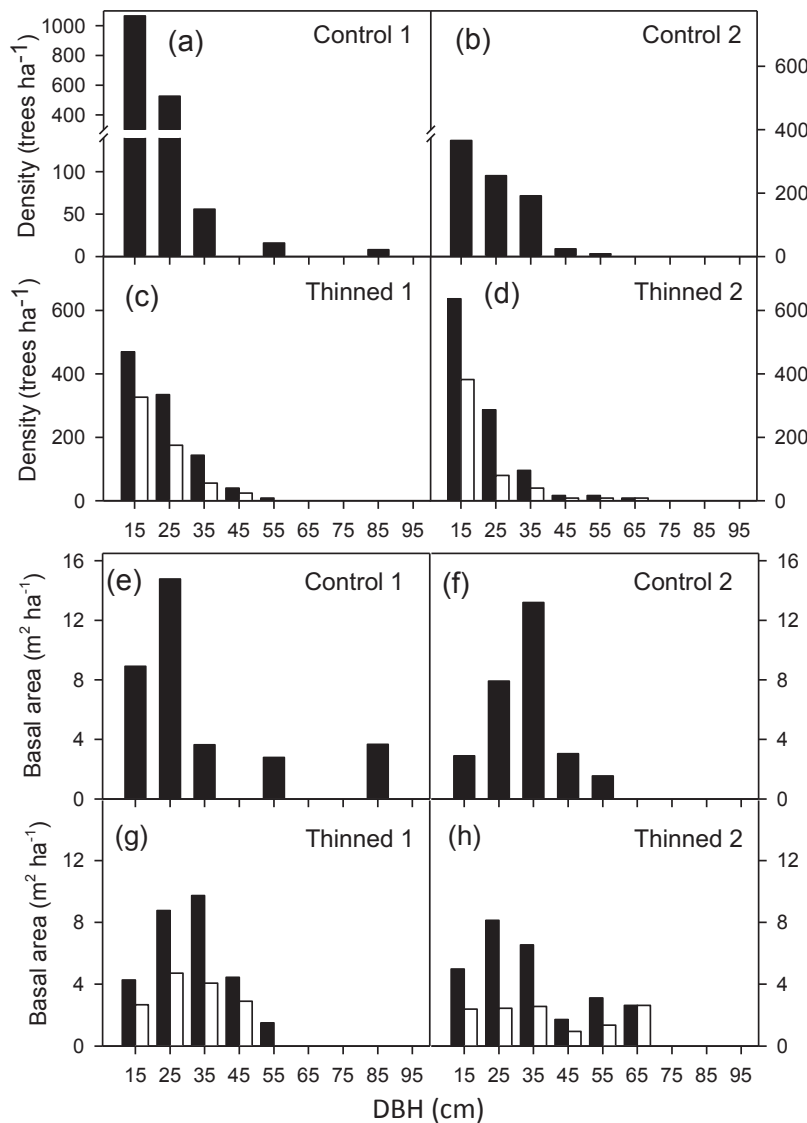 (a) Control 1
(b) Control 2
Density (trees ha⁻¹)
1000
800
600
400
100
50
0
600
400
200
0
(c) Thinned 1
(d) Thinned 2
Density (trees ha⁻¹)
600
400
200
0
600
400
200
0
15 25 35 45 55 65 75 85 95
15 25 35 45 55 65 75 85 95
(e) Control 1
(f) Control 2
Basal area (m² ha⁻¹)
16
12
8
4
0
16
12
8
4
0
(g) Thinned 1
(h) Thinned 2
Basal area (m² ha⁻¹)
12
8
4
0
12
8
4
0
15 25 35 45 55 65 75 85 95
15 25 35 45 55 65 75 85 95
DBH (cm)